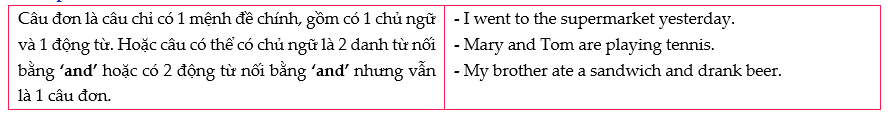 Câu đơn là câu chỉ có 1 mệnh đề chính, gồm có 1 chủ ngữ
và 1 động từ. Hoặc câu có thể có chủ ngữ là 2 danh từ nối
bằng ‘and’ hoặc có 2 động từ nối bằng ‘and’ nhưng vẫn
là 1 câu đơn.
- I went to the supermarket yesterday.
- Mary and Tom are playing tennis.
- My brother ate a sandwich and drank beer.